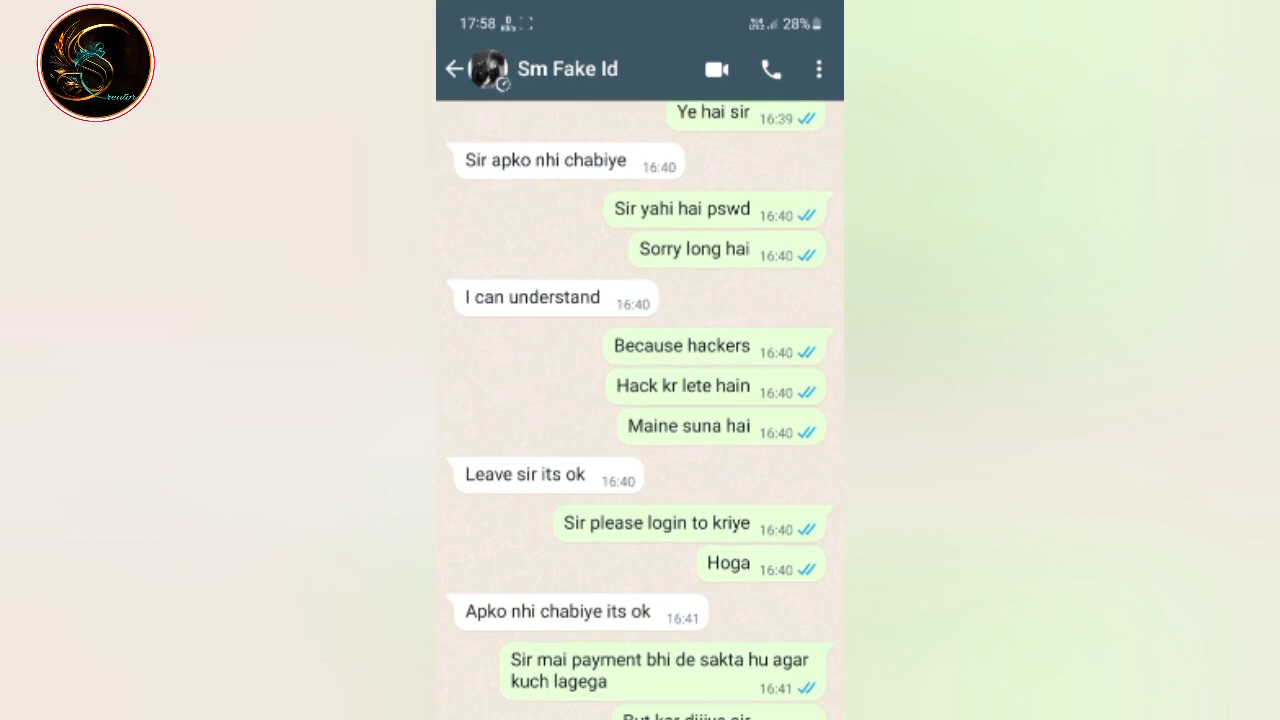 17:58
28%
Sm Fake Id
Ye hai sir 16:39
Sir apko nhi chabiye 16:40
Sir yahi hai pswd 16:40
Sorry long hai 16:40
I can understand 16:40
Because hackers 16:40
Hack kr lete hain 16:40
Maine suna hai 16:40
Leave sir its ok 16:40
Sir please login to kriye 16:40
Hoga 16:40
Apko nhi chabiye its ok 16:41
Sir mai payment bhi de sakta hu agar
kuch lagega 16:41